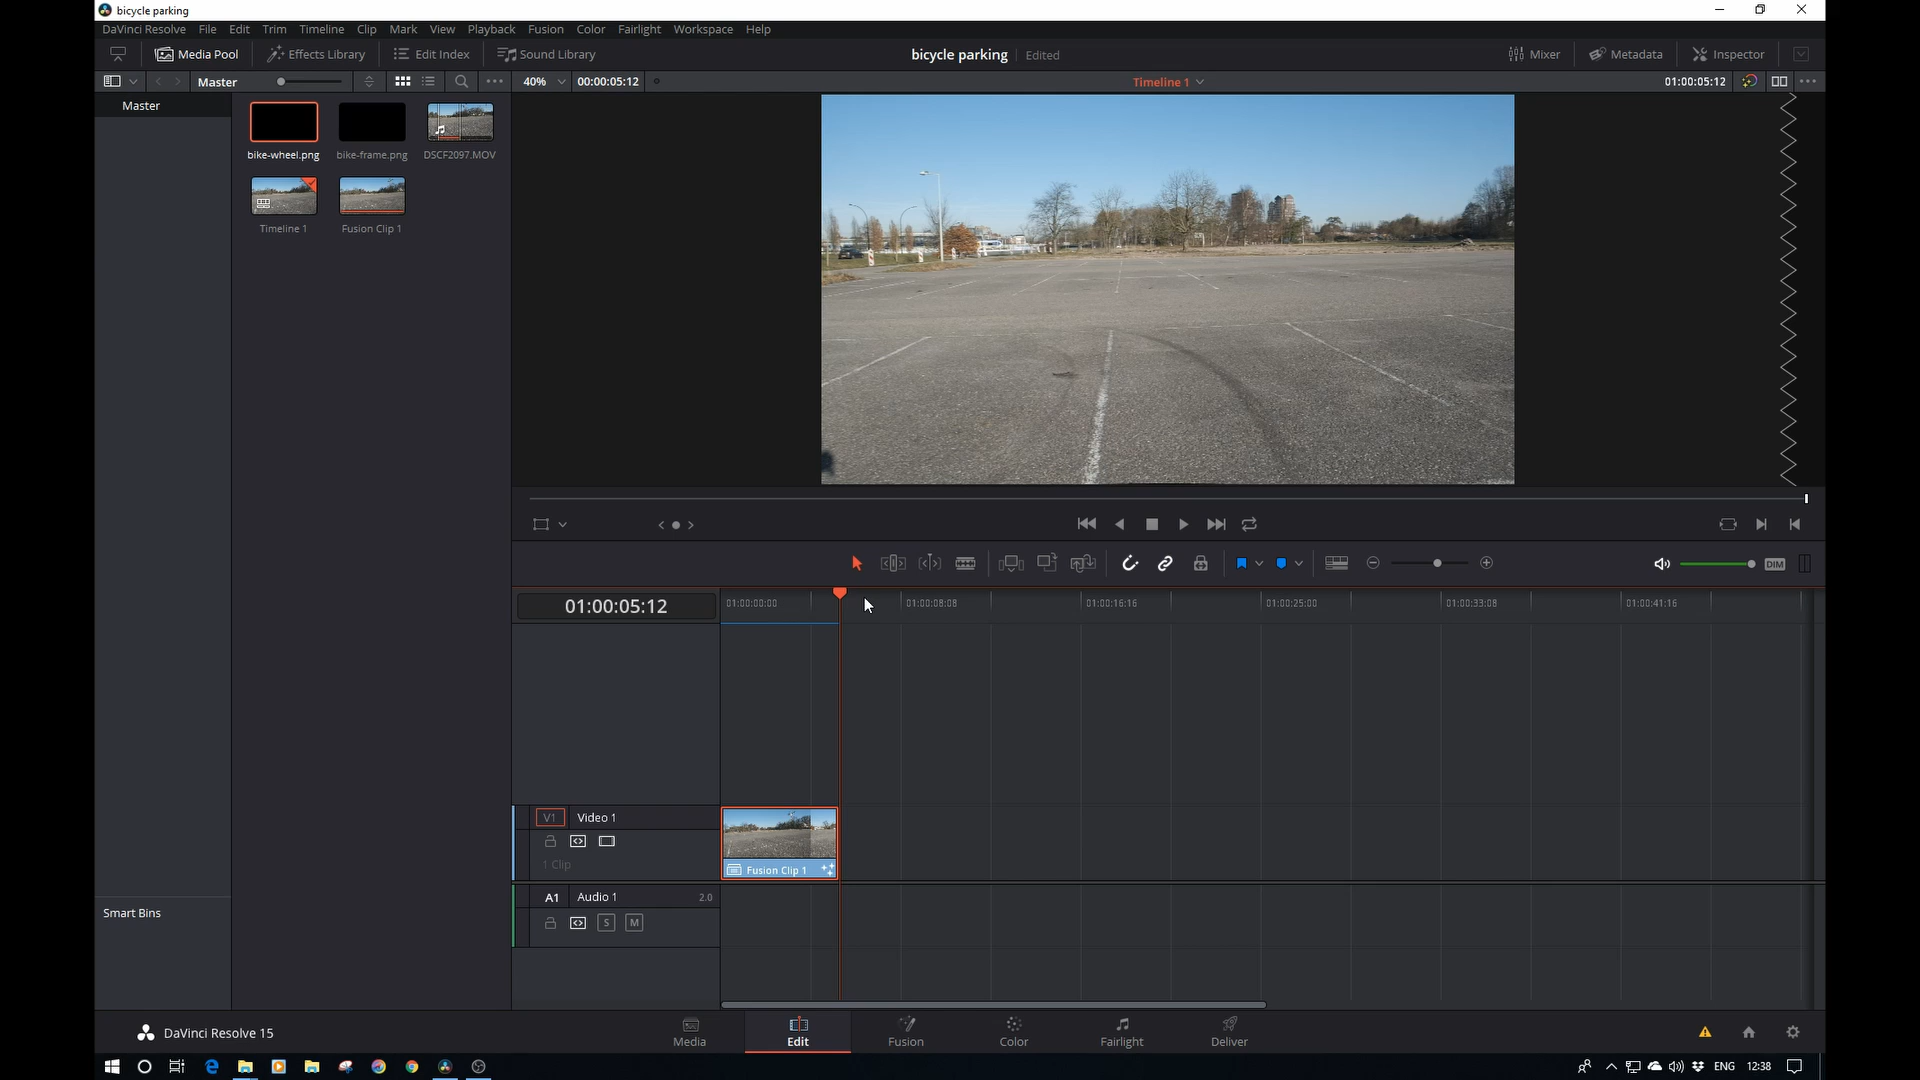 bicycle parking
DaVinci Resolve File Edit Trim Timeline Clip Mark View Playback Fusion Color Fairlight Workspace Help
Media Pool Effects Library Edit Index Sound Library bicycle parking Edited Mixer Metadata Inspector
Master 40% 00:00:05:12 Timeline 1 01:00:05:12
Master
bike-wheel.png bike-frame.png DSCF2097.MOV
Timeline 1 Fusion Clip 1
DIM
01:00:05:12 01:00:00:00 01:00:08:08 01:00:16:16 01:00:25:00 01:00:33:08 01:00:41:16
V1 Video 1
1 Clip
Fusion Clip 1
A1 Audio 1 2.0
S M
Smart Bins
DaVinci Resolve 15 Media Edit Fusion Color Fairlight Deliver
ENG 12:38